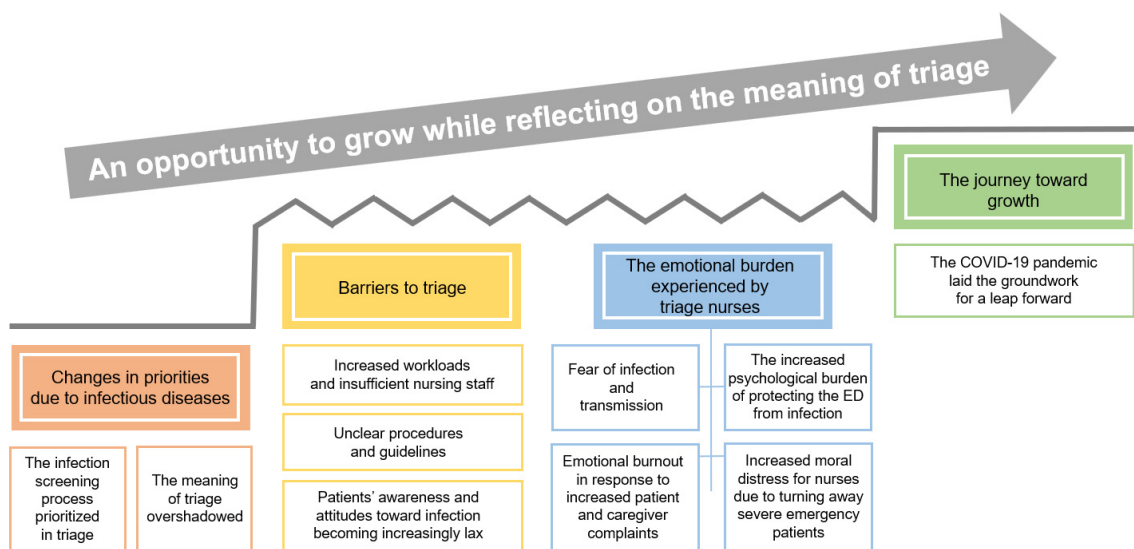 An opportunity to grow while reflecting on the meaning of triage
Changes in priorities
due to infectious diseases
The infection
screening
process
prioritized
in triage
The meaning
of triage
overshadowed
Barriers to triage
Increased workloads
and insufficient nursing staff
Unclear procedures
and guidelines
Patients’ awareness and
attitudes toward infection
becoming increasingly lax
The emotional burden
experienced by
triage nurses
Fear of infection
and
transmission
The increased
psychological burden
of protecting the ED
from infection
Emotional burnout
in response to
increased patient
and caregiver
complaints
Increased moral
distress for nurses
due to turning away
severe emergency
patients
The journey toward
growth
The COVID-19 pandemic
laid the groundwork
for a leap forward